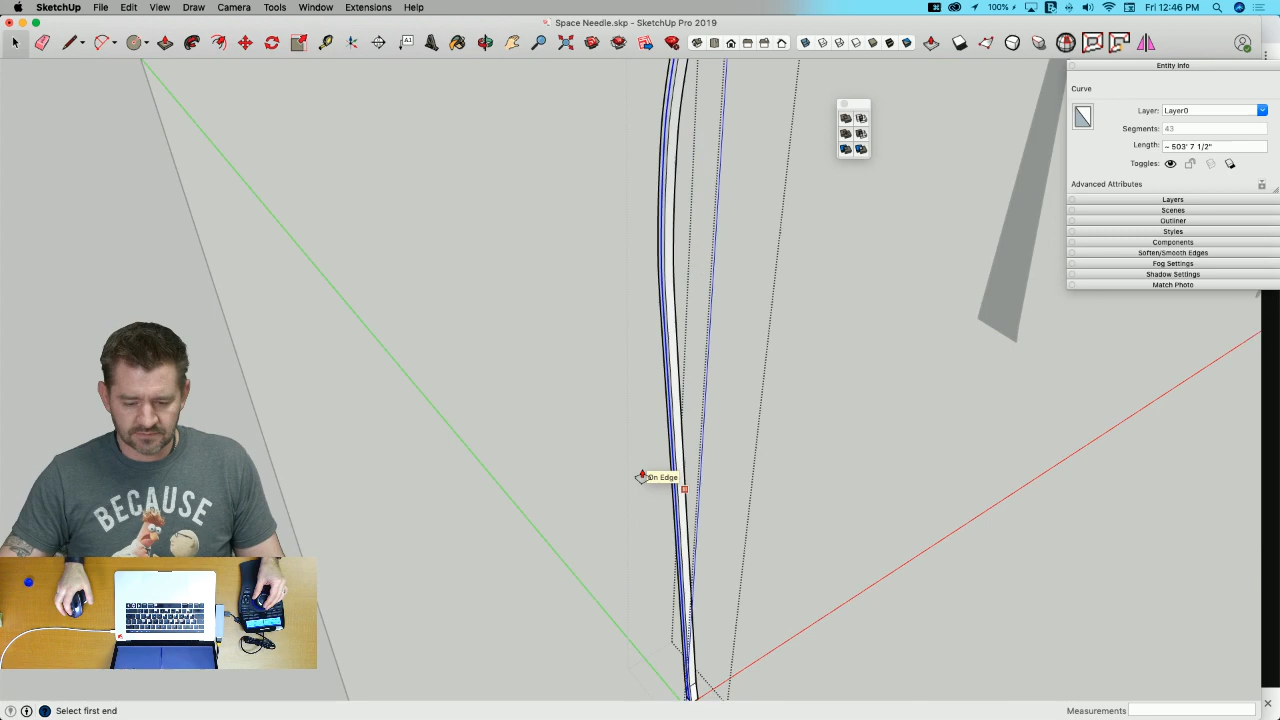 SketchUp File Edit View Draw Camera Tools Window Extensions Help
100% Fri 12:46 PM
Space Needle.skp - SketchUp Pro 2019
Entity Info
Curve
Layer: Layer0
Segments: 43
Length: ~ 503' 7 1/2"
Toggles:
Advanced Attributes
Layers
Scenes
Outliner
Styles
Components
Soften/Smooth Edges
Fog Settings
Shadow Settings
Match Photo
On Edge
BECAUSE
Select first end
Measurements